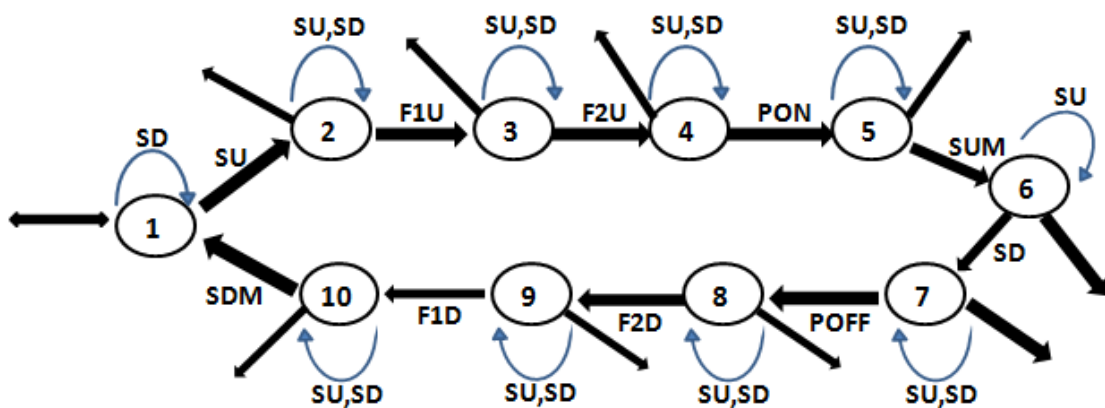 SU,SD
SU,SD
SU,SD
SU,SD
SU
2
F1U
3
F2U
4
PON
5
SUM
6
SD
SU
1
SD
SDM
10
F1D
9
F2D
8
POFF
7
SU,SD
SU,SD
SU,SD
SU,SD